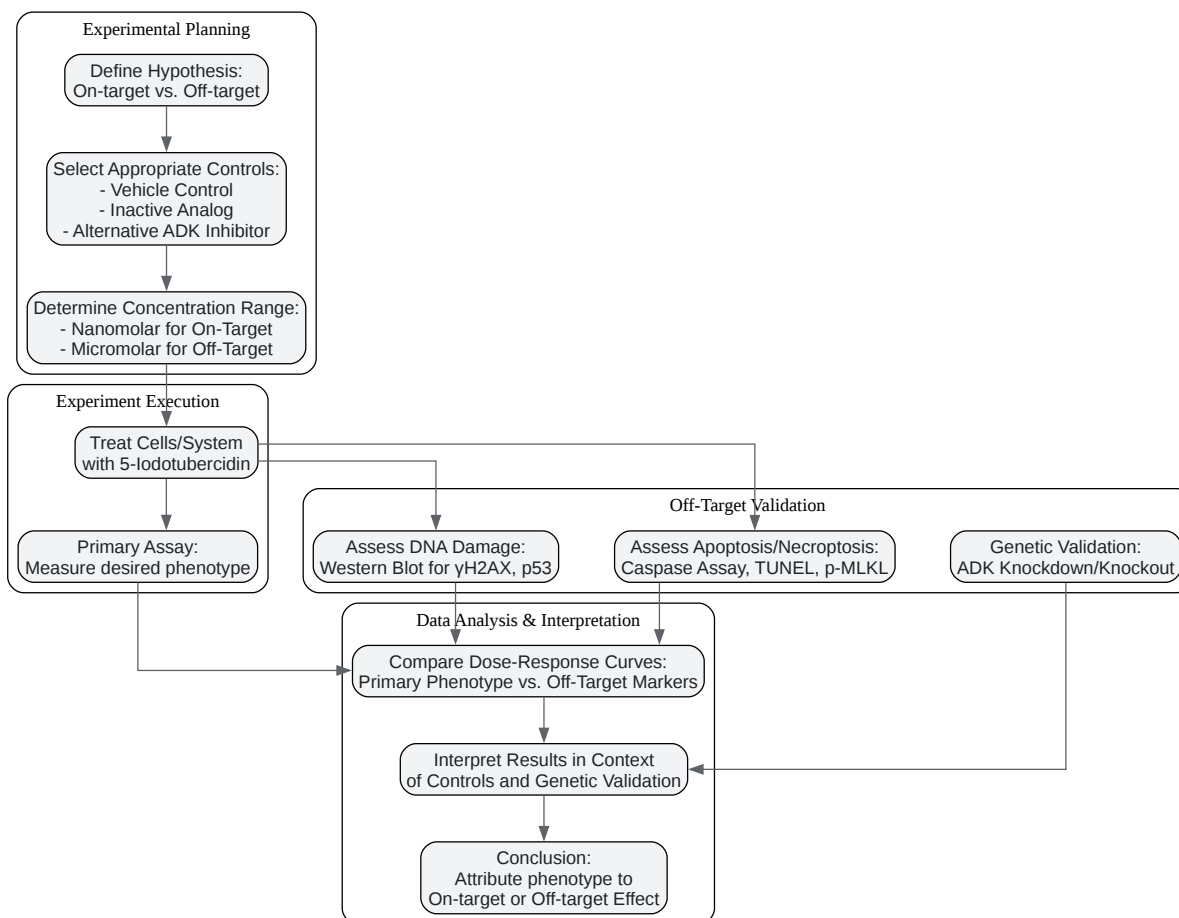 Experimental Planning
Define Hypothesis:
On-target vs. Off-target
Select Appropriate Controls:
- Vehicle Control
- Inactive Analog
- Alternative ADK Inhibitor
Determine Concentration Range:
- Nanomolar for On-Target
- Micromolar for Off-Target
Experiment Execution
Treat Cells/System
with 5-Iodotubercidin
Primary Assay:
Measure desired phenotype
Off-Target Validation
Assess DNA Damage:
Western Blot for γH2AX, p53
Assess Apoptosis/Necroptosis:
Caspase Assay, TUNEL, p-MLKL
Genetic Validation:
ADK Knockdown/Knockout
Data Analysis & Interpretation
Compare Dose-Response Curves:
Primary Phenotype vs. Off-Target Markers
Interpret Results in Context
of Controls and Genetic Validation
Conclusion:
Attribute phenotype to
On-target or Off-target Effect